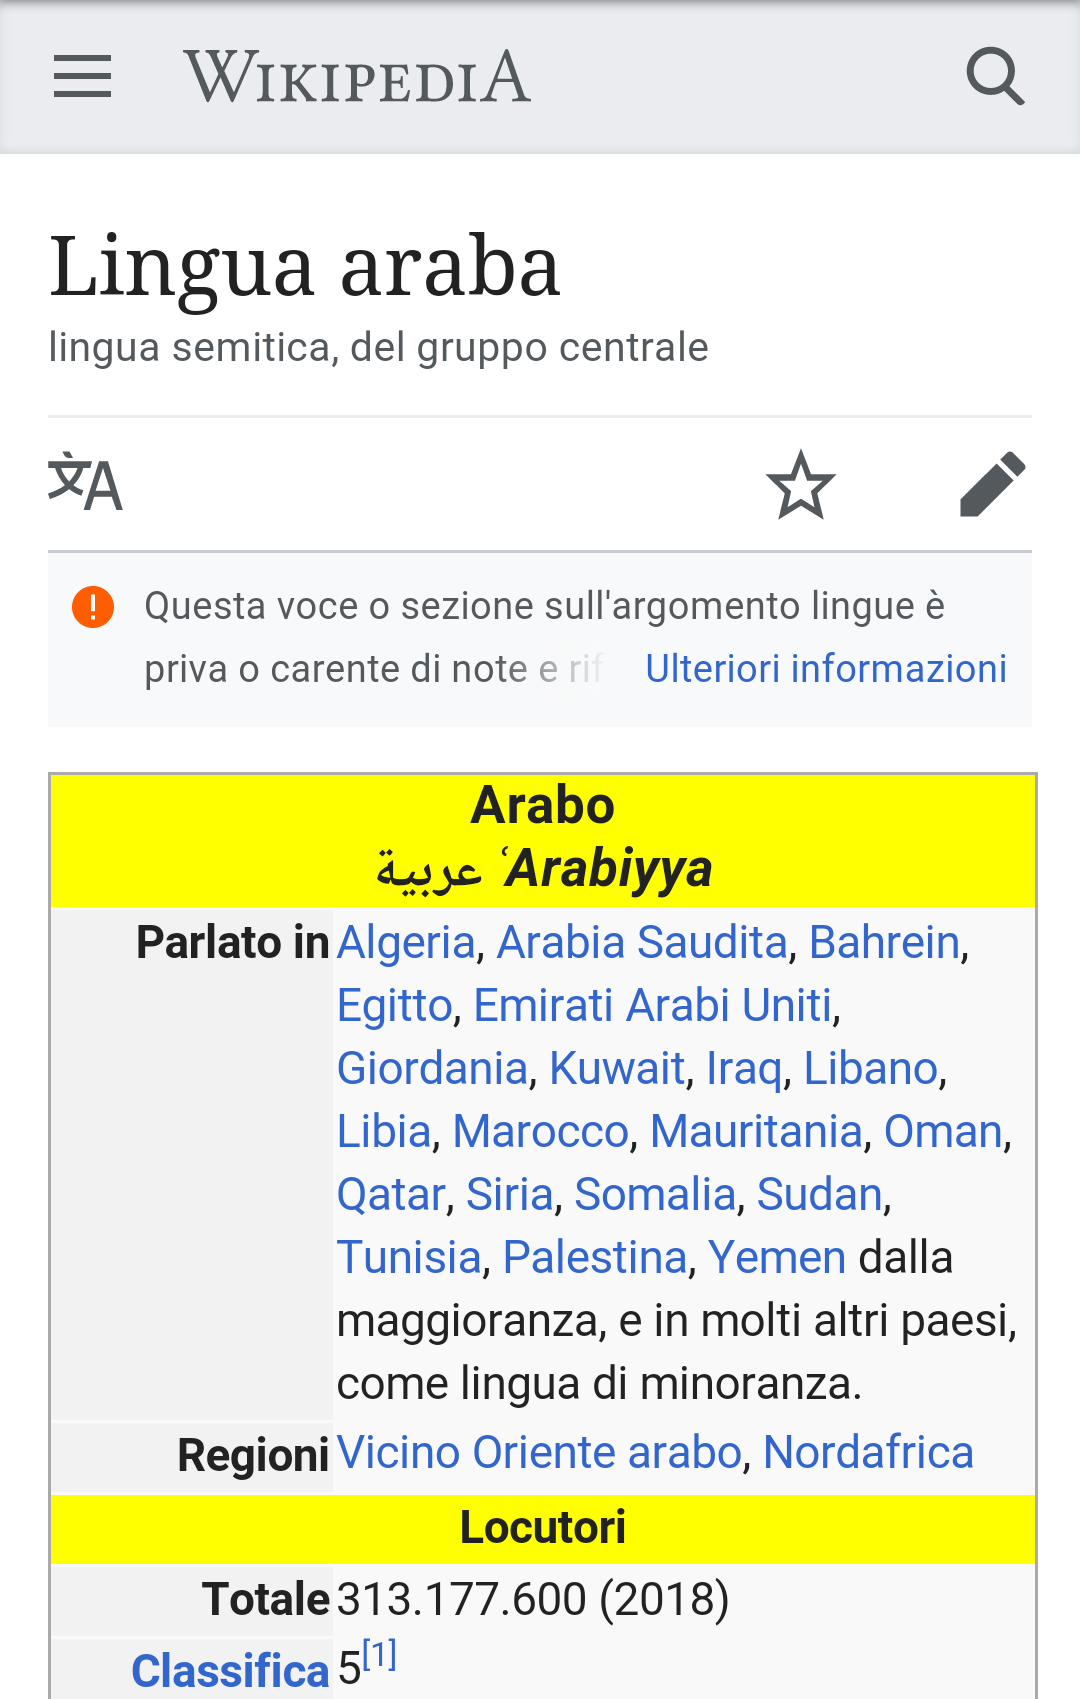 WIKIPEDIA
Lingua araba
lingua semitica, del gruppo centrale
Questa voce o sezione sull'argomento lingue è
priva o carente di note e rif Ulteriori informazioni
Arabo
عربية ʿArabiyya
Parlato in Algeria, Arabia Saudita, Bahrein,
Egitto, Emirati Arabi Uniti,
Giordania, Kuwait, Iraq, Libano,
Libia, Marocco, Mauritania, Oman,
Qatar, Siria, Somalia, Sudan,
Tunisia, Palestina, Yemen dalla
maggioranza, e in molti altri paesi,
come lingua di minoranza.
Regioni Vicino Oriente arabo, Nordafrica
Locutori
Totale 313.177.600 (2018)
Classifica 5[1]